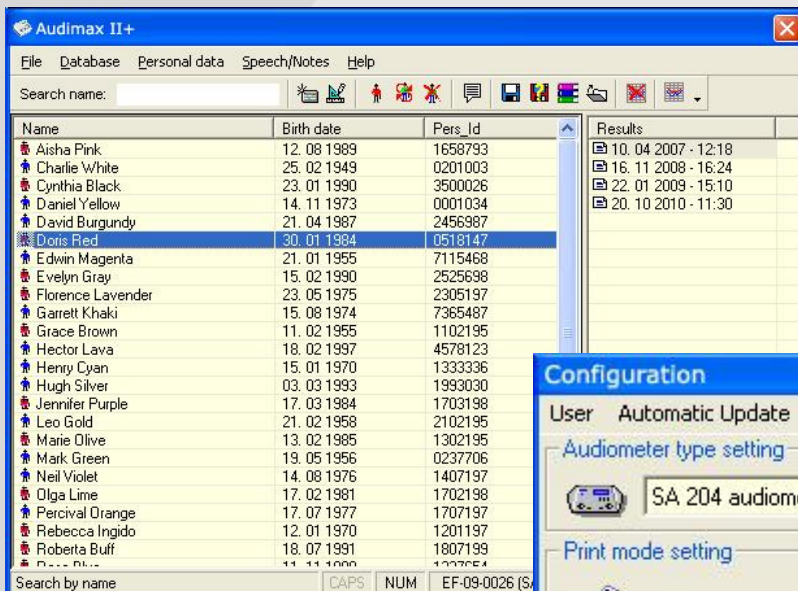 Audimax II+
File Database Personal data Speech/Notes Help
Search name:
Name Birth date Pers_Id
Aisha Pink 12. 08 1989 1658793
Charlie White 25. 02 1949 0201003
Cynthia Black 23. 01 1990 3500026
Daniel Yellow 14. 11 1973 0001034
David Burgundy 21. 04 1987 2456987
Doris Red 30. 01 1984 0518147
Edwin Magenta 21. 01 1955 7115468
Evelyn Gray 15. 02 1990 2525698
Florence Lavender 23. 05 1975 2305197
Garrett Khaki 15. 08 1974 7365487
Grace Brown 11. 02 1955 1102195
Hector Lava 18. 02 1997 4578123
Henry Cyan 15. 01 1970 1333336
Hugh Silver 03. 03 1993 1993030
Jennifer Purple 17. 03 1984 1703198
Leo Gold 21. 02 1958 2102195
Marie Olive 13. 02 1985 1302195
Mark Green 19. 05 1956 0237706
Neil Violet 14. 08 1976 1407197
Olga Lime 17. 02 1981 1702198
Percival Orange 17. 07 1977 1707197
Rebecca Ingido 12. 01 1970 1201197
Roberta Buff 18. 07 1991 1807199
Search by name CAPS NUM EF-09-0026 (SA
Results
10. 04 2007 - 12:18
16. 11 2008 - 16:24
22. 01 2009 - 15:10
20. 10 2010 - 11:30
Configuration
User Automatic Update
Audiometer type setting
SA 204 audiome
Print mode setting